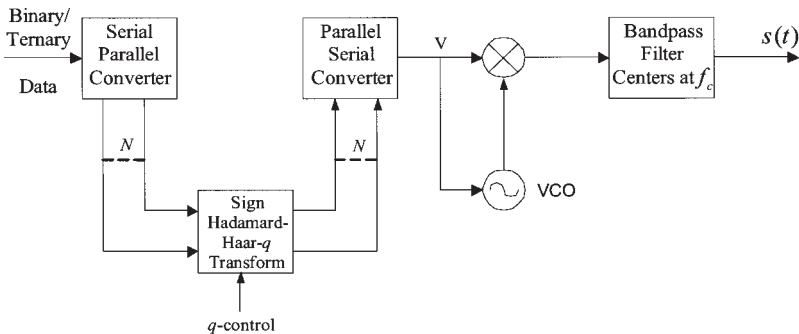 Binary/
Ternary
Data
Serial
Parallel
Converter
N
Sign
Hadamard-
Haar-q
Transform
q-control
Parallel
Serial
Converter
N
V
VCO
Bandpass
Filter
Centers at f_c
s(t)